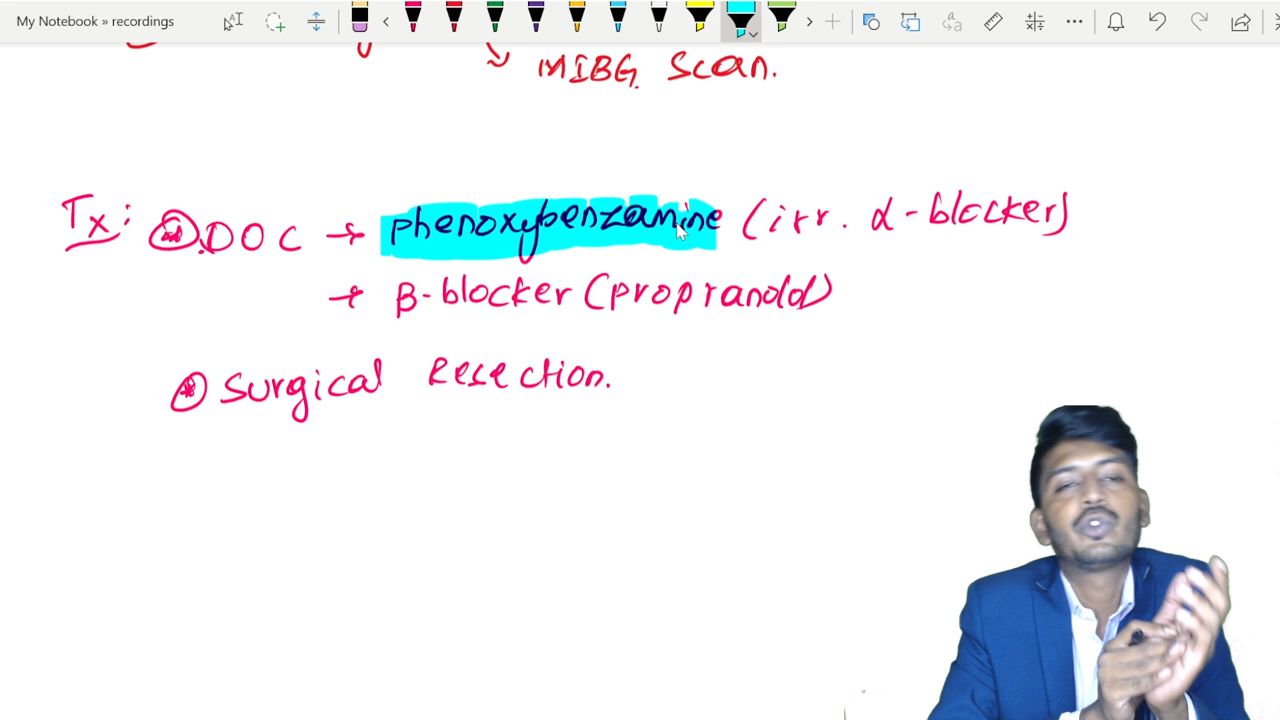 My Notebook » recordings
MIBG Scan.
Tx: DOC → phenoxybenzamine (irr. α-blocker)
→ β-blocker (propranolol)
Surgical Resection.